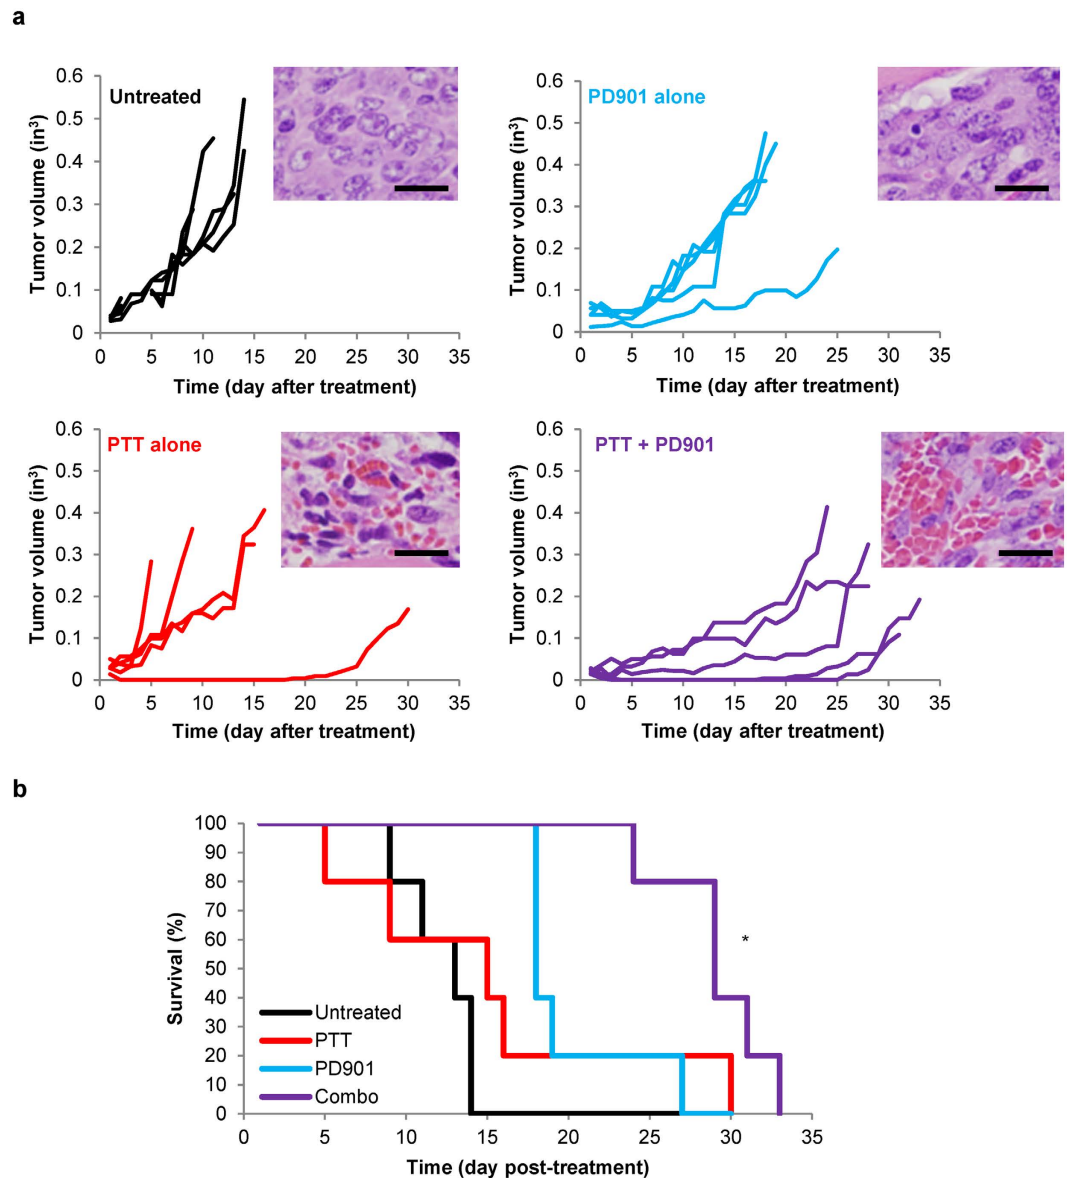 a
Untreated
Tumor volume (in³)
0.6
0.5
0.4
0.3
0.2
0.1
0
0 5 10 15 20 25 30 35
Time (day after treatment)
PD901 alone
Tumor volume (in³)
0.6
0.5
0.4
0.3
0.2
0.1
0
0 5 10 15 20 25 30 35
Time (day after treatment)
PTT alone
Tumor volume (in³)
0.6
0.5
0.4
0.3
0.2
0.1
0
0 5 10 15 20 25 30 35
Time (day after treatment)
PTT + PD901
Tumor volume (in³)
0.6
0.5
0.4
0.3
0.2
0.1
0
0 5 10 15 20 25 30 35
Time (day after treatment)
b
Survival (%)
100
90
80
70
60
50
40
30
20
10
0
*
Untreated
PTT
PD901
Combo
0 5 10 15 20 25 30 35
Time (day post-treatment)